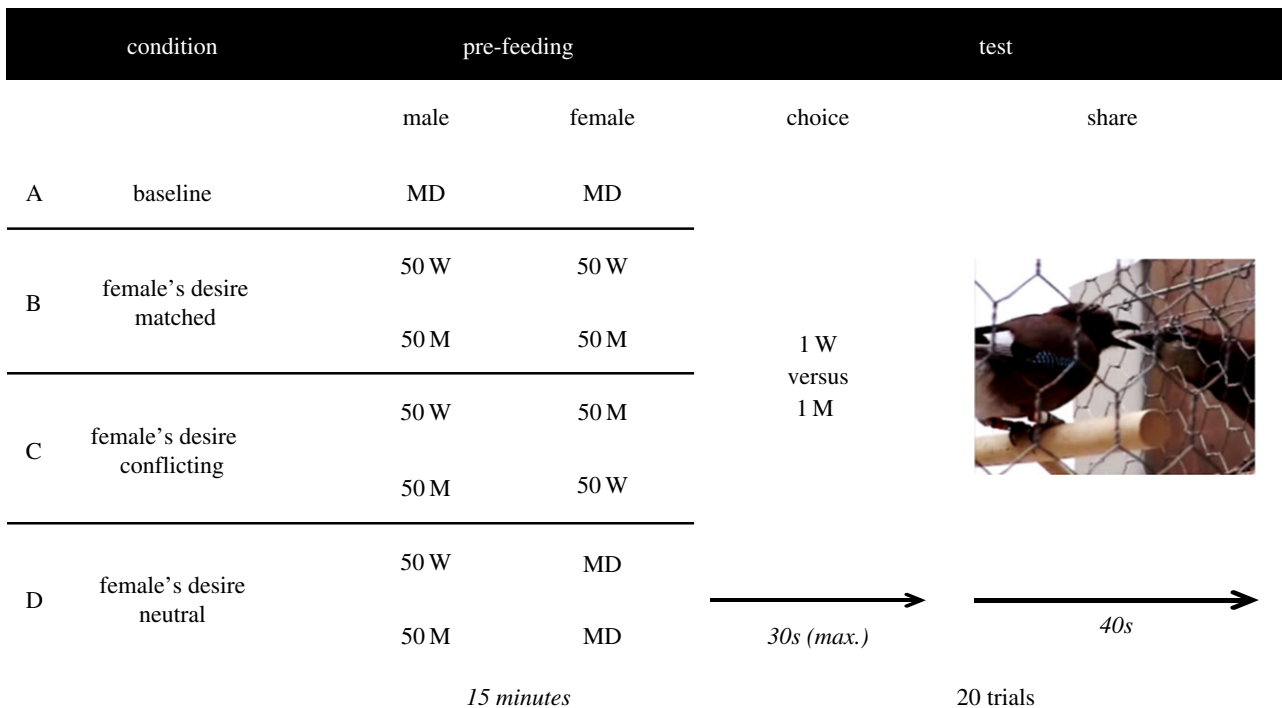 condition pre-feeding test
male female choice share
A baseline MD MD
50 W 50 W
B female's desire
matched
50 M 50 M
1 W
versus
1 M
50 W 50 M
C female's desire
conflicting
50 M 50 W
50 W MD
D female's desire
neutral
50 M MD
30s (max.) 40s
15 minutes 20 trials